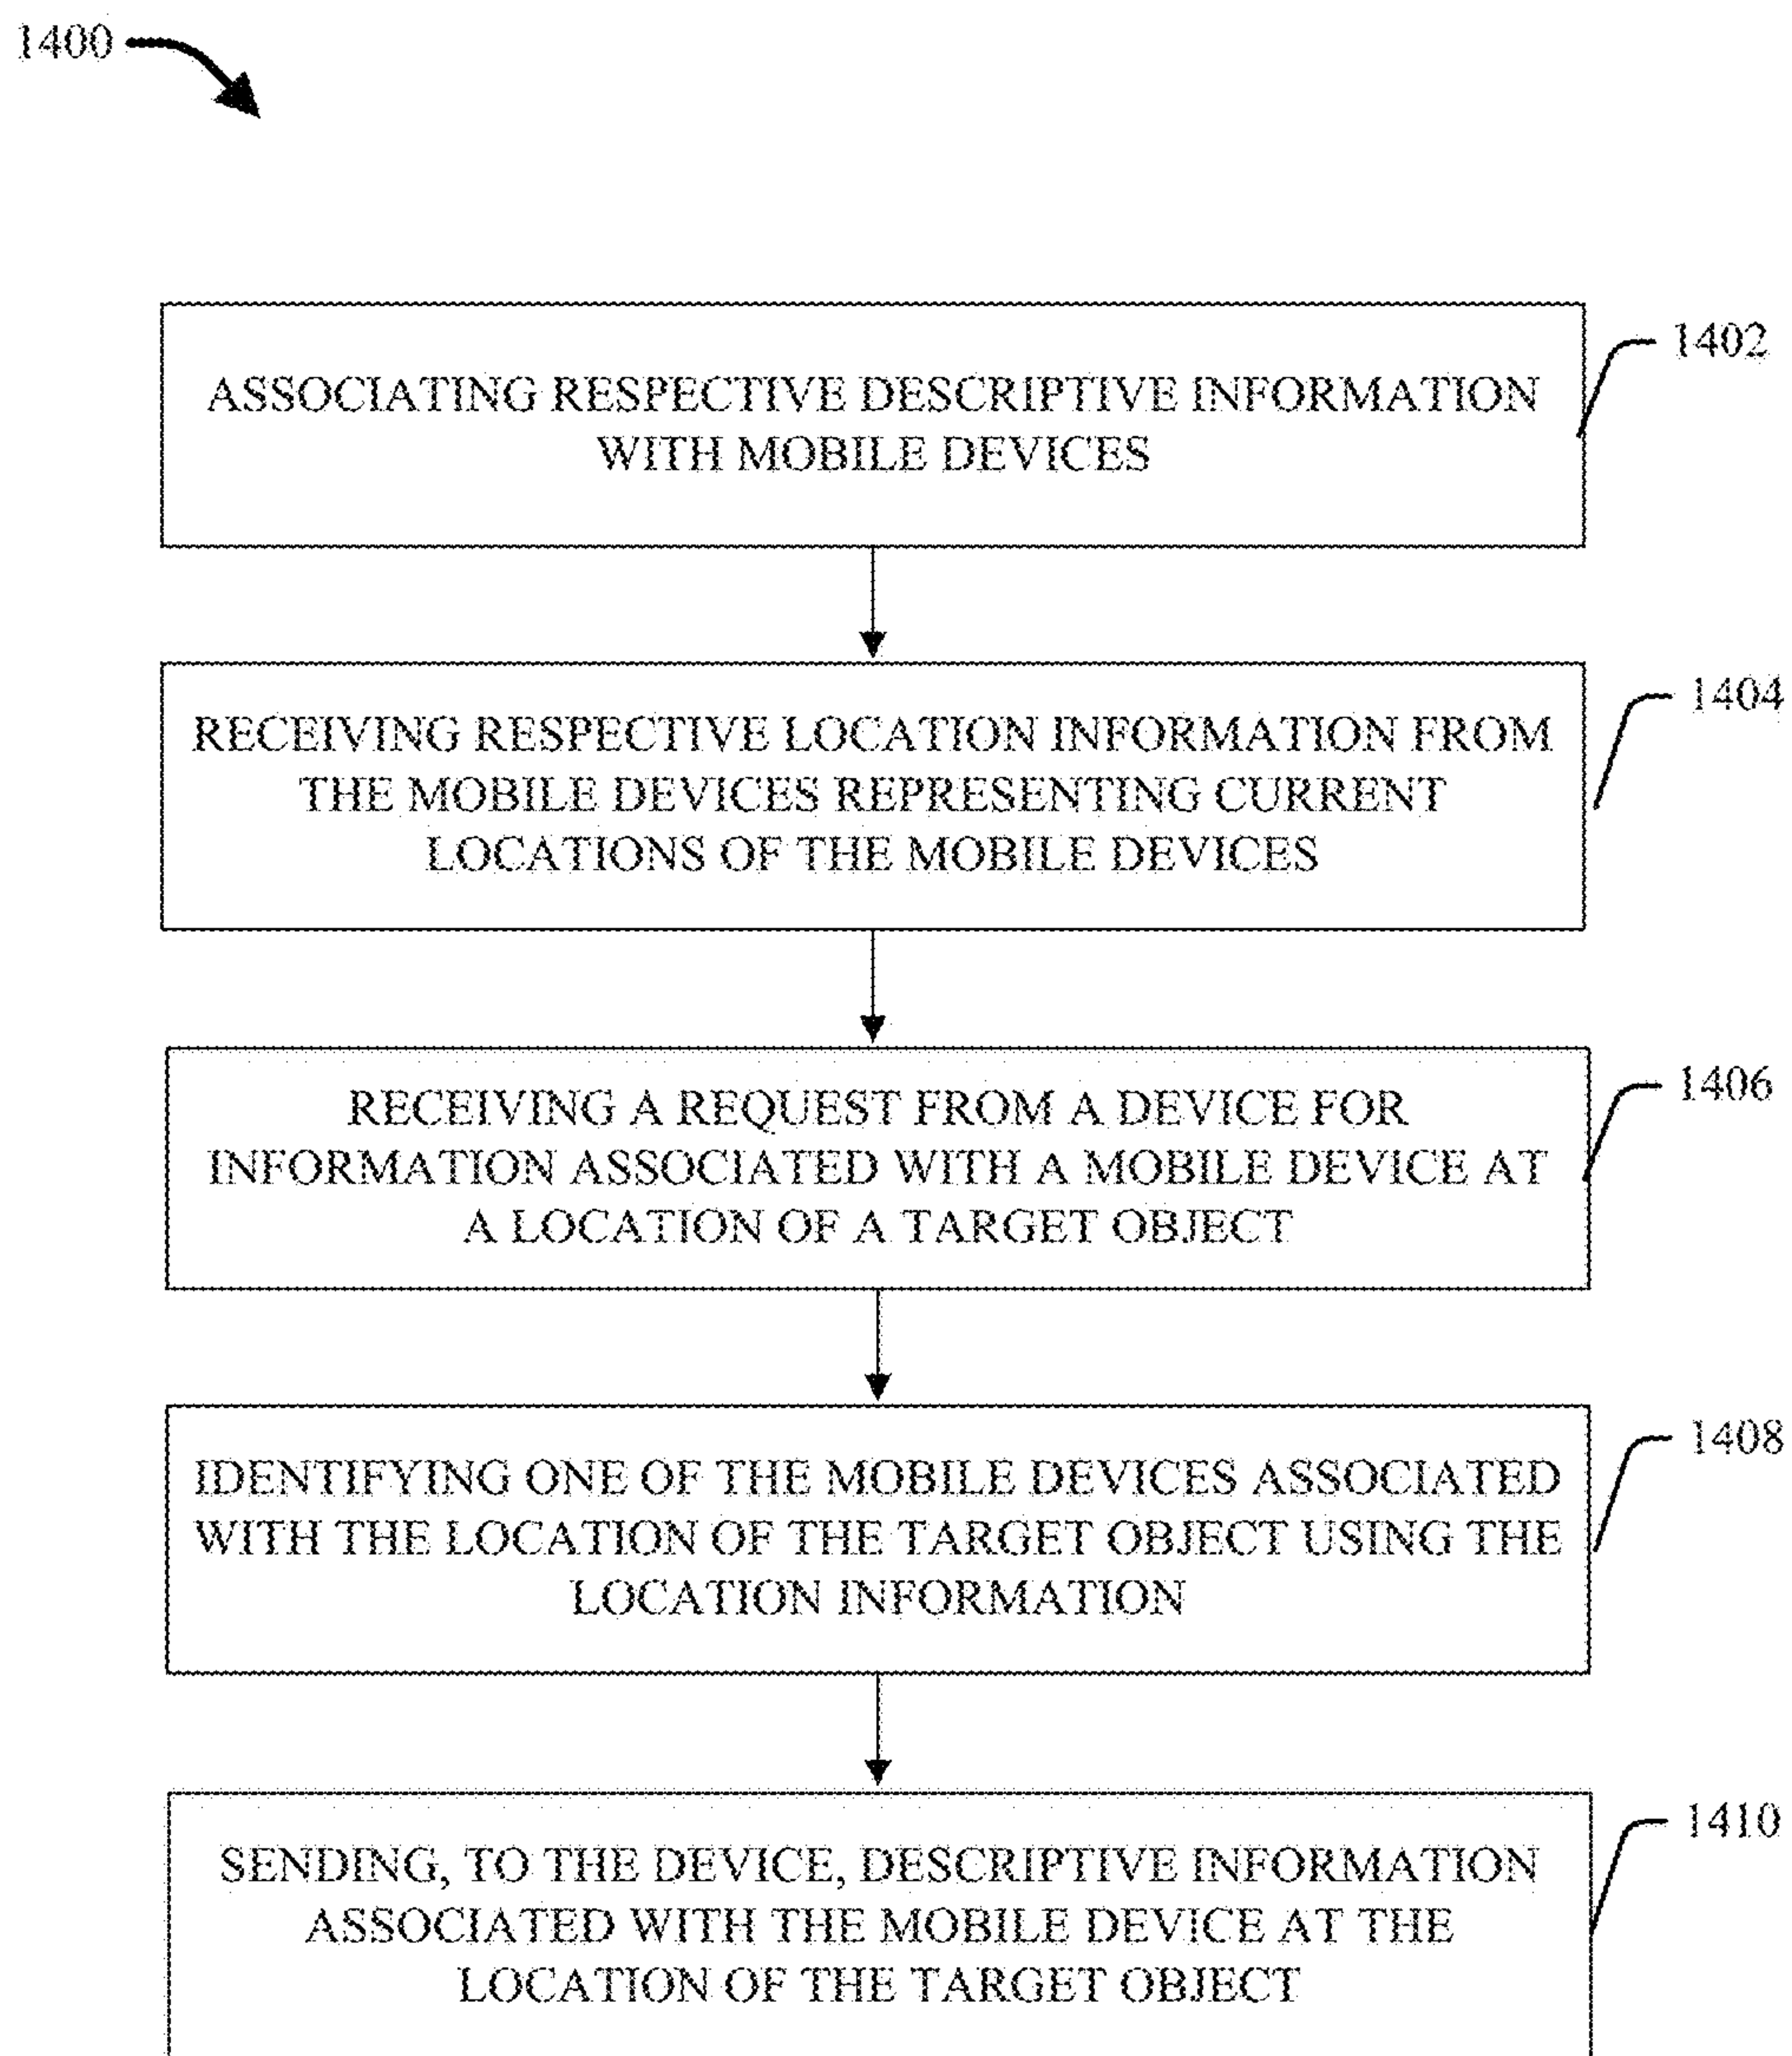 1400
ASSOCIATING RESPECTIVE DESCRIPTIVE INFORMATION
WITH MOBILE DEVICES
1402
RECEIVING RESPECTIVE LOCATION INFORMATION FROM
THE MOBILE DEVICES REPRESENTING CURRENT
LOCATIONS OF THE MOBILE DEVICES
1404
RECEIVING A REQUEST FROM A DEVICE FOR
INFORMATION ASSOCIATED WITH A MOBILE DEVICE AT
A LOCATION OF A TARGET OBJECT
1406
IDENTIFYING ONE OF THE MOBILE DEVICES ASSOCIATED
WITH THE LOCATION OF THE TARGET OBJECT USING THE
LOCATION INFORMATION
1408
SENDING, TO THE DEVICE, DESCRIPTIVE INFORMATION
ASSOCIATED WITH THE MOBILE DEVICE AT THE
LOCATION OF THE TARGET OBJECT
1410